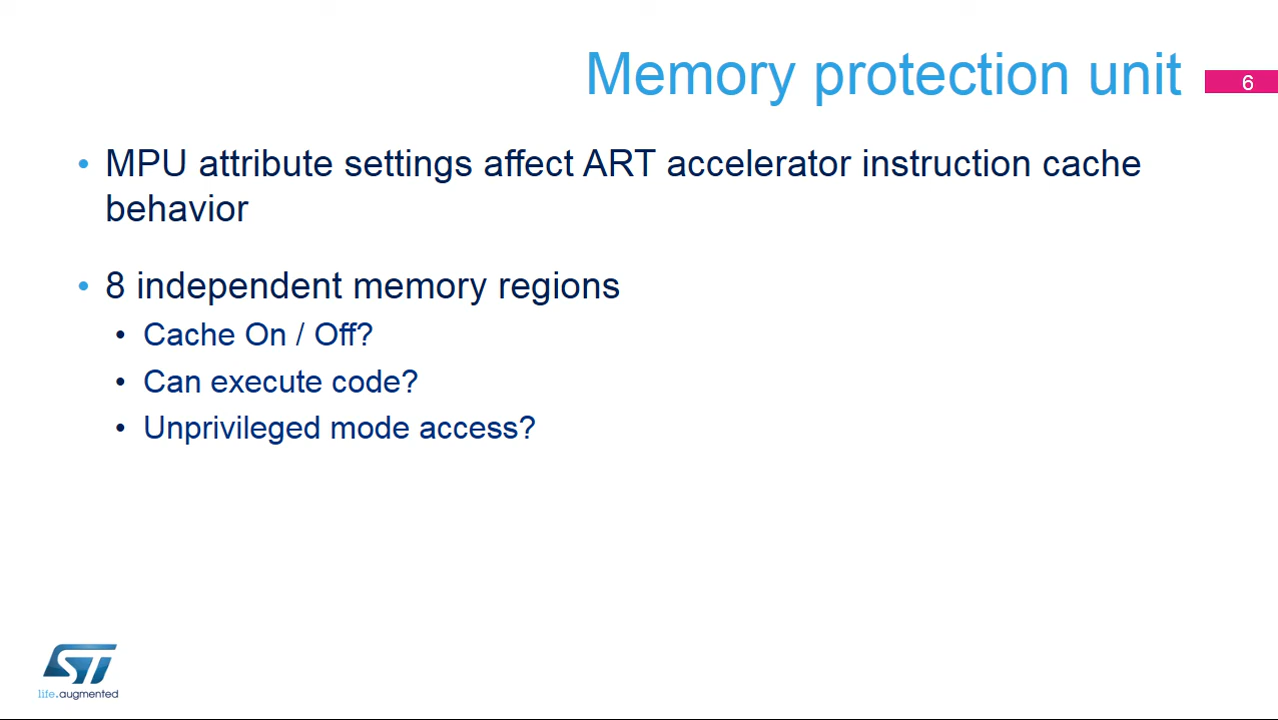 Memory protection unit
6
• MPU attribute settings affect ART accelerator instruction cache
behavior
• 8 independent memory regions
• Cache On / Off?
• Can execute code?
• Unprivileged mode access?
ST
life.augmented